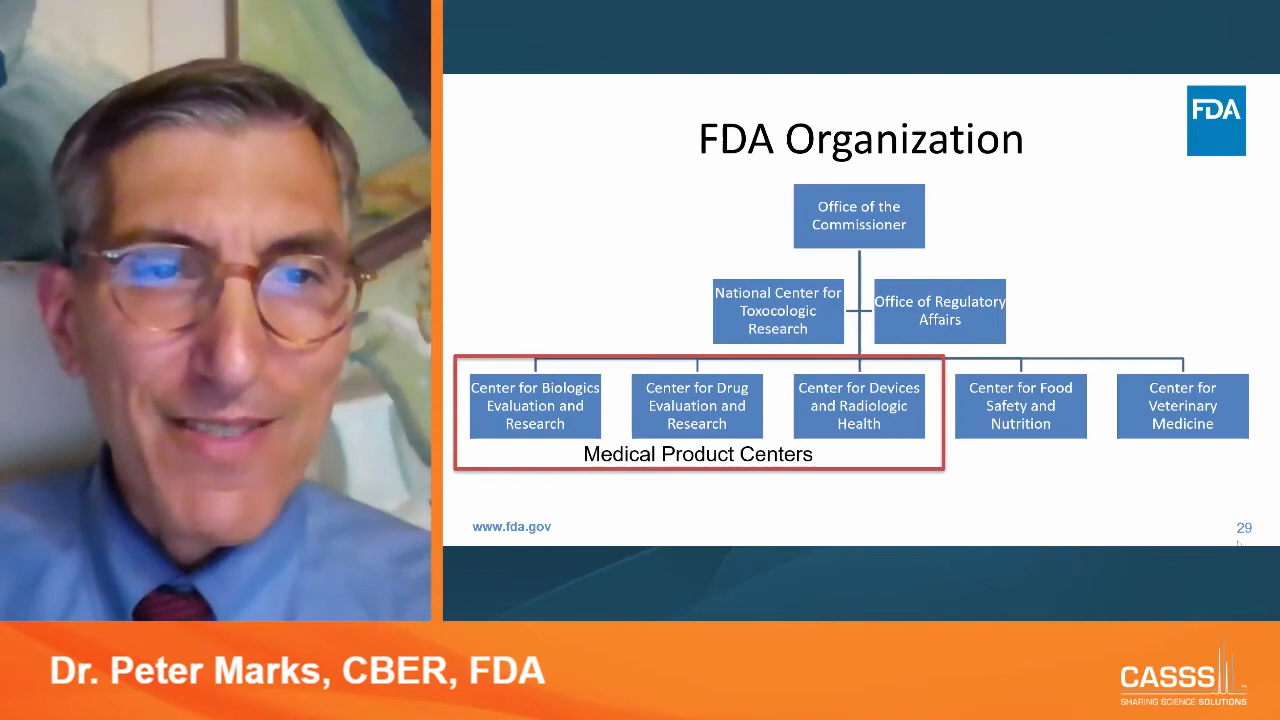 FDA
FDA Organization
Office of the
Commissioner
National Center for
Toxocologic
Research
Office of Regulatory
Affairs
Center for Biologics
Evaluation and
Research
Center for Drug
Evaluation and
Research
Center for Devices
and Radiologic
Health
Center for Food
Safety and
Nutrition
Center for
Veterinary
Medicine
Medical Product Centers
www.fda.gov
29
Dr. Peter Marks, CBER, FDA
CASSS
SHARING SCIENCE SOLUTIONS